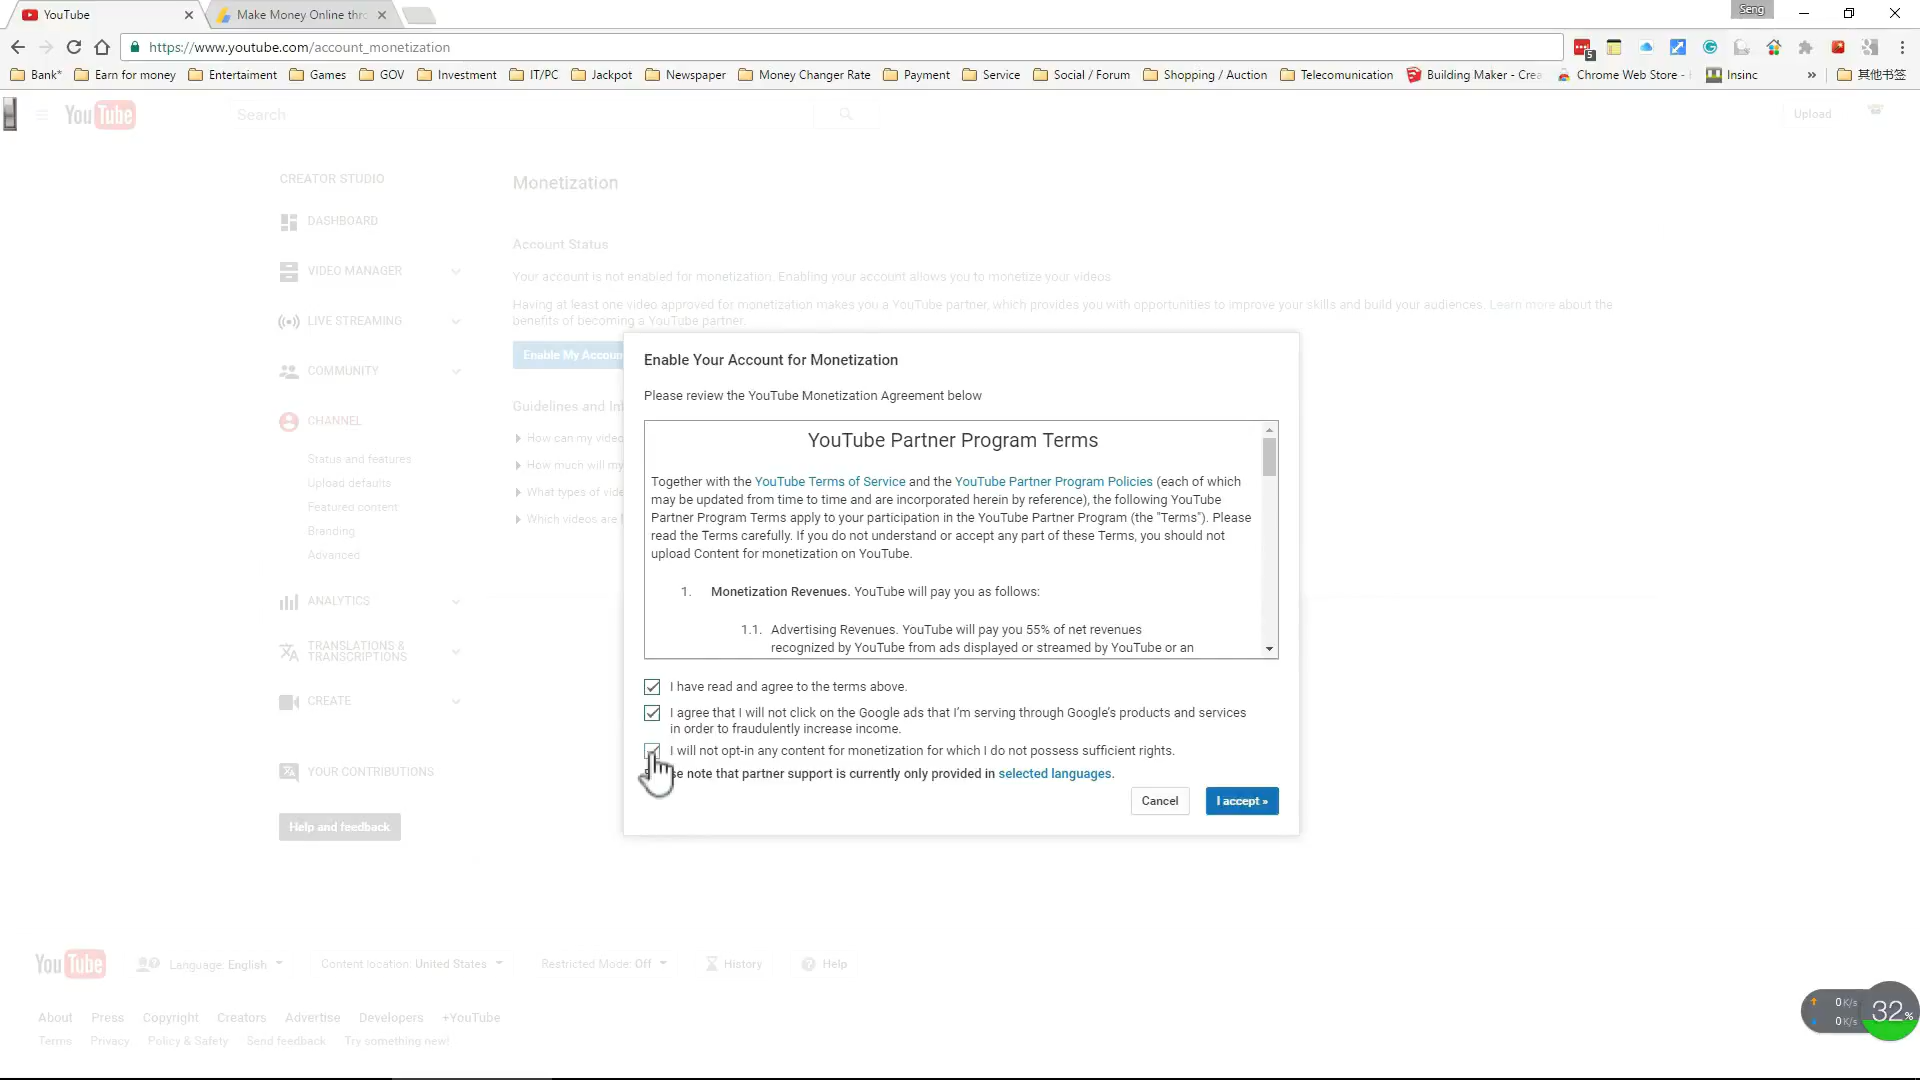 YouTube
Make Money Online thro
Seng
https://www.youtube.com/account_monetization
5
Bank*
Earn for money
Entertaiment
Games
GOV
Investment
IT/PC
Jackpot
Newspaper
Money Changer Rate
Payment
Service
Social / Forum
Shopping / Auction
Telecomunication
Building Maker - Crea
Chrome Web Store -
Insinc
»
其他书签
YouTube
Search
Upload
CREATOR STUDIO
DASHBOARD
VIDEO MANAGER
LIVE STREAMING
COMMUNITY
CHANNEL
Status and features
Upload defaults
Featured content
Branding
Advanced
ANALYTICS
TRANSLATIONS &
TRANSCRIPTIONS
CREATE
YOUR CONTRIBUTIONS
Help and feedback
Monetization
Account Status
Your account is not enabled for monetization. Enabling your account allows you to monetize your videos
Having at least one video approved for monetization makes you a YouTube partner, which provides you with opportunities to improve your skills and build your audiences. Learn more about the
benefits of becoming a YouTube partner.
Enable My Accoun
Guidelines and In
How can my video
How much will my
What types of vide
Which videos are
Enable Your Account for Monetization
Please review the YouTube Monetization Agreement below
YouTube Partner Program Terms
Together with the YouTube Terms of Service and the YouTube Partner Program Policies (each of which
may be updated from time to time and are incorporated herein by reference), the following YouTube
Partner Program Terms apply to your participation in the YouTube Partner Program (the "Terms"). Please
read the Terms carefully. If you do not understand or accept any part of these Terms, you should not
upload Content for monetization on YouTube.
1. Monetization Revenues. YouTube will pay you as follows:
1.1. Advertising Revenues. YouTube will pay you 55% of net revenues
recognized by YouTube from ads displayed or streamed by YouTube or an
I have read and agree to the terms above.
I agree that I will not click on the Google ads that I'm serving through Google's products and services
in order to fraudulently increase income.
I will not opt-in any content for monetization for which I do not possess sufficient rights.
se note that partner support is currently only provided in selected languages.
Cancel
I accept »
YouTube
Language: English
Content location: United States
Restricted Mode: Off
History
Help
About
Press
Copyright
Creators
Advertise
Developers
+YouTube
Terms
Privacy
Policy & Safety
Send feedback
Try something new!
0 K/s
0 K/s
32%